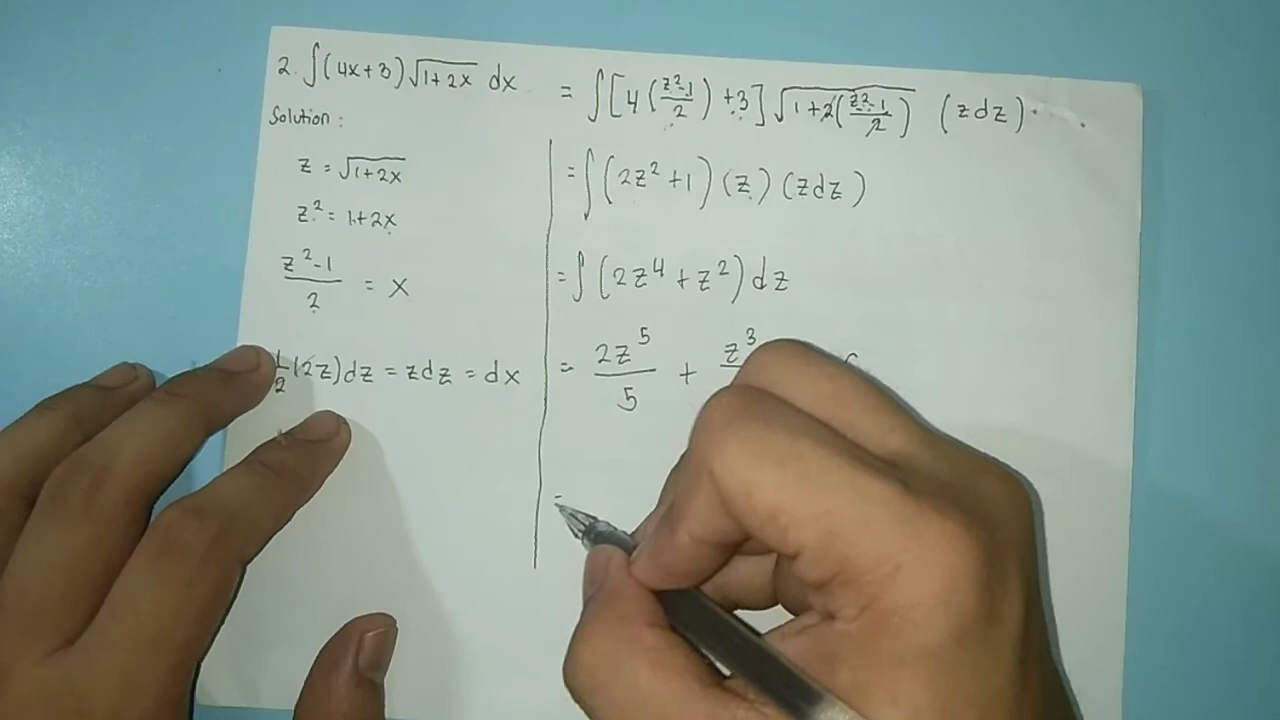 2. ∫(4x+3)√(1+2x) dx
Solution:
z = √(1+2x)
z² = 1+2x
(z²-1)/2 = x
1/2 (2z)dz = zdz = dx
= ∫[4((z²-1)/2) +3] √(1+2((z²-1)/2)) (zdz)
= ∫(2z²+1)(z)(zdz)
= ∫(2z⁴+z²)dz
= 2z⁵/5 + z³
=